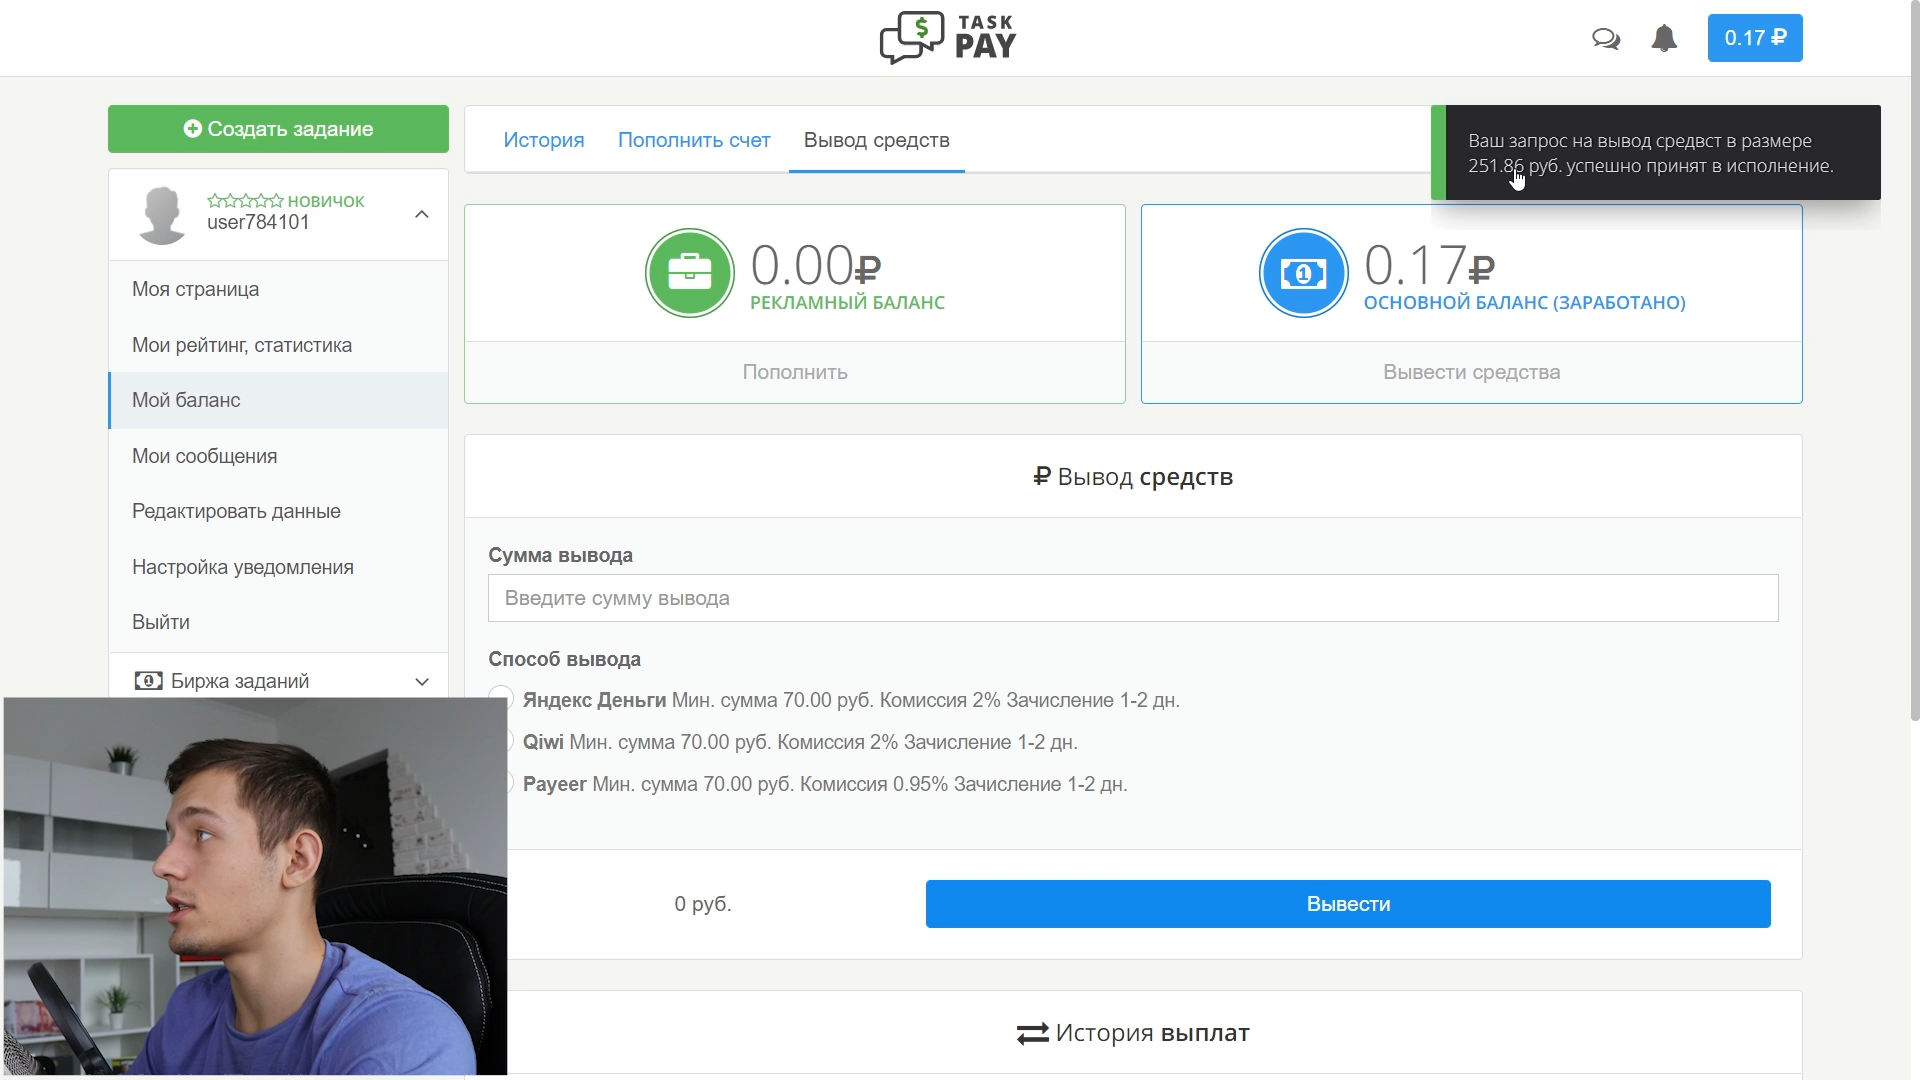 TASK
PAY
0.17 ₽
Создать задание
История
Пополнить счет
Вывод средств
Ваш запрос на вывод средвст в размере
251.86 руб. успешно принят в исполнение.
НОВИЧОК
user784101
0.00₽
РЕКЛАМНЫЙ БАЛАНС
Пополнить
0.17₽
ОСНОВНОЙ БАЛАНС (ЗАРАБОТАНО)
Вывести средства
Моя страница
Мои рейтинг, статистика
Мой баланс
Мои сообщения
Редактировать данные
Настройка уведомления
Выйти
Биржа заданий
₽ Вывод средств
Сумма вывода
Введите сумму вывода
Способ вывода
Яндекс Деньги Мин. сумма 70.00 руб. Комиссия 2% Зачисление 1-2 дн.
Qiwi Мин. сумма 70.00 руб. Комиссия 2% Зачисление 1-2 дн.
Payeer Мин. сумма 70.00 руб. Комиссия 0.95% Зачисление 1-2 дн.
0 руб.
Вывести
История выплат